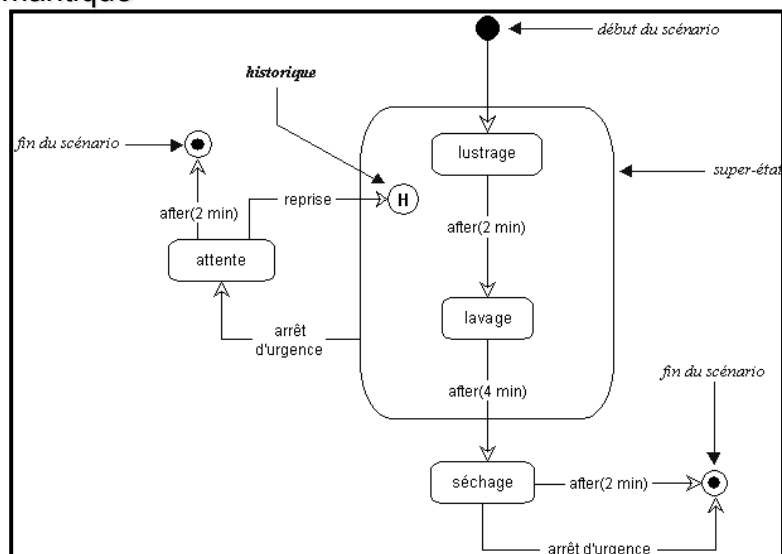 mantique
début du scénario
historique
fin du scénario
lustrage
super-état
reprise
H
after(2 min)
after(2 min)
attente
lavage
arrêt
d'urgence
fin du scénario
after(4 min)
séchage
after(2 min)
arrêt d'urgence